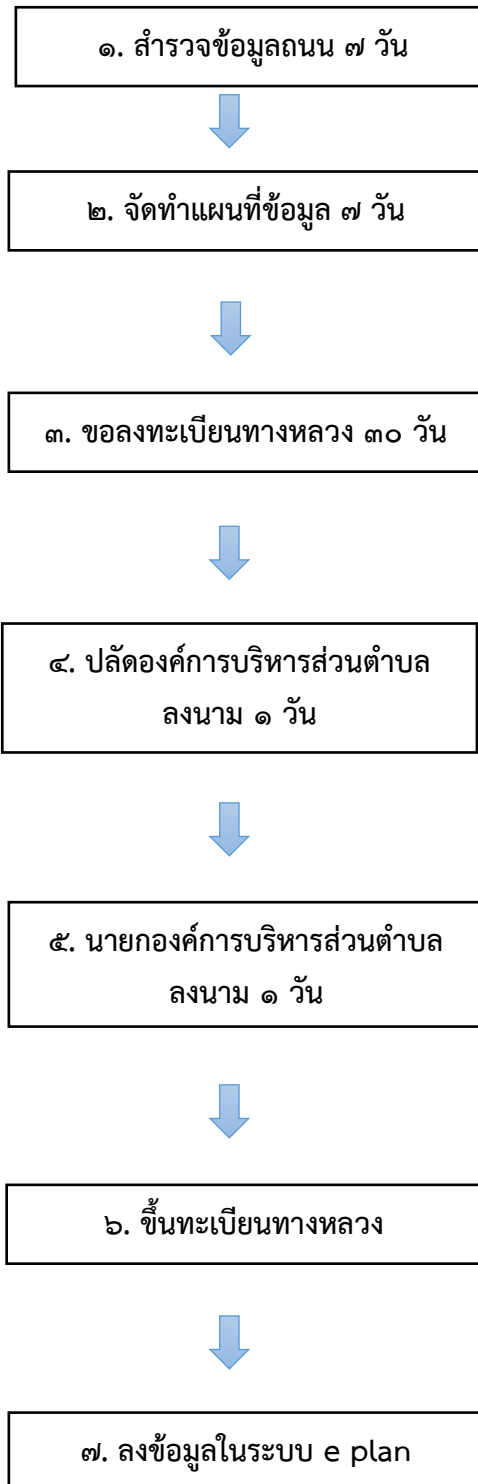 ๑. สำรวจข้อมูลถนน ๗ วัน
๒. จัดทำแผนที่ข้อมูล ๗ วัน
๓. ขอลงทะเบียนทางหลวง ๓๐ วัน
๔. ปลัดองค์การบริหารส่วนตำบล
ลงนาม ๑ วัน
๕. นายกองค์การบริหารส่วนตำบล
ลงนาม ๑ วัน
๖. ขึ้นทะเบียนทางหลวง
๗. ลงข้อมูลในระบบ e plan